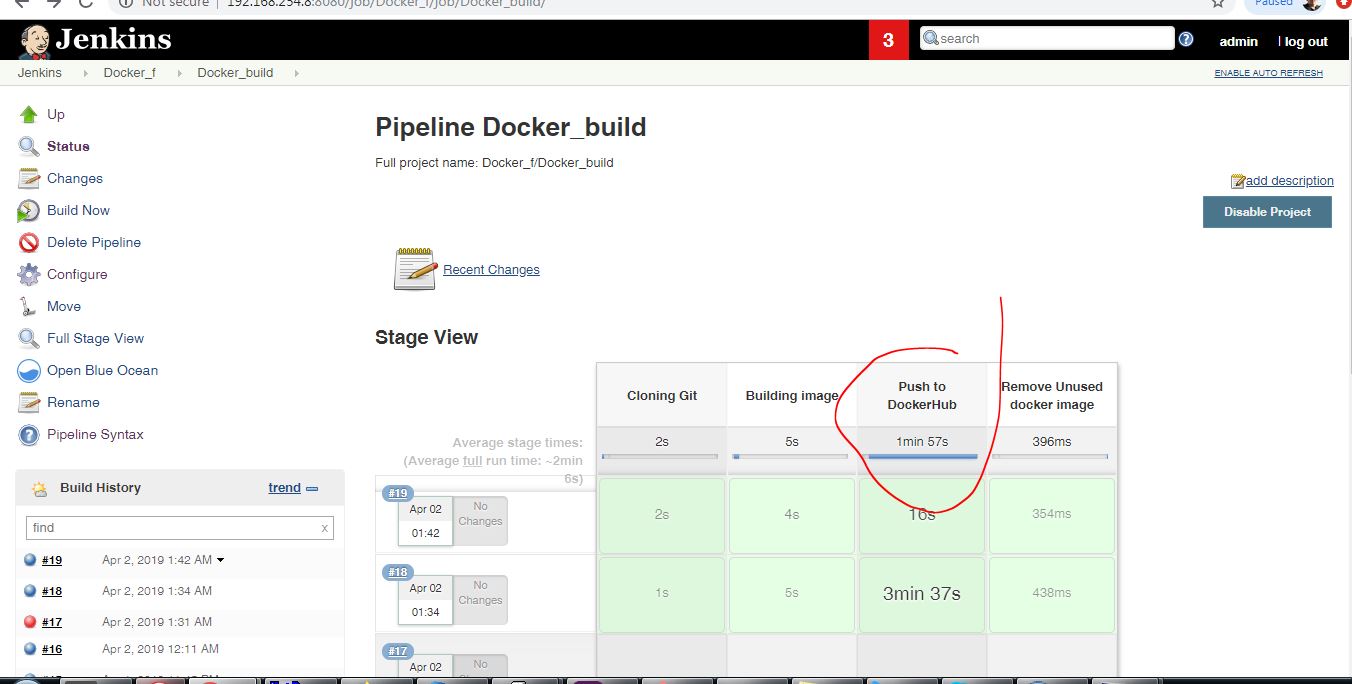 Not secure | 192.168.254.8:8080/job/Docker_f/job/Docker_build/
Paused
Jenkins
3
search
admin
| log out
Jenkins
Docker_f
Docker_build
ENABLE AUTO REFRESH
Up
Status
Changes
Build Now
Delete Pipeline
Configure
Move
Full Stage View
Open Blue Ocean
Rename
Pipeline Syntax
Pipeline Docker_build
Full project name: Docker_f/Docker_build
add description
Disable Project
Recent Changes
Stage View
Cloning Git
Building image
Push to
DockerHub
Remove Unused
docker image
Average stage times:
(Average full run time: ~2min
6s)
2s
5s
1min 57s
396ms
#19
Apr 02
01:42
No
Changes
2s
4s
16s
354ms
#18
Apr 02
01:34
No
Changes
1s
5s
3min 37s
438ms
#17
Apr 02
No
Build History
trend
find
x
#19 Apr 2, 2019 1:42 AM
#18 Apr 2, 2019 1:34 AM
#17 Apr 2, 2019 1:31 AM
#16 Apr 2, 2019 12:11 AM